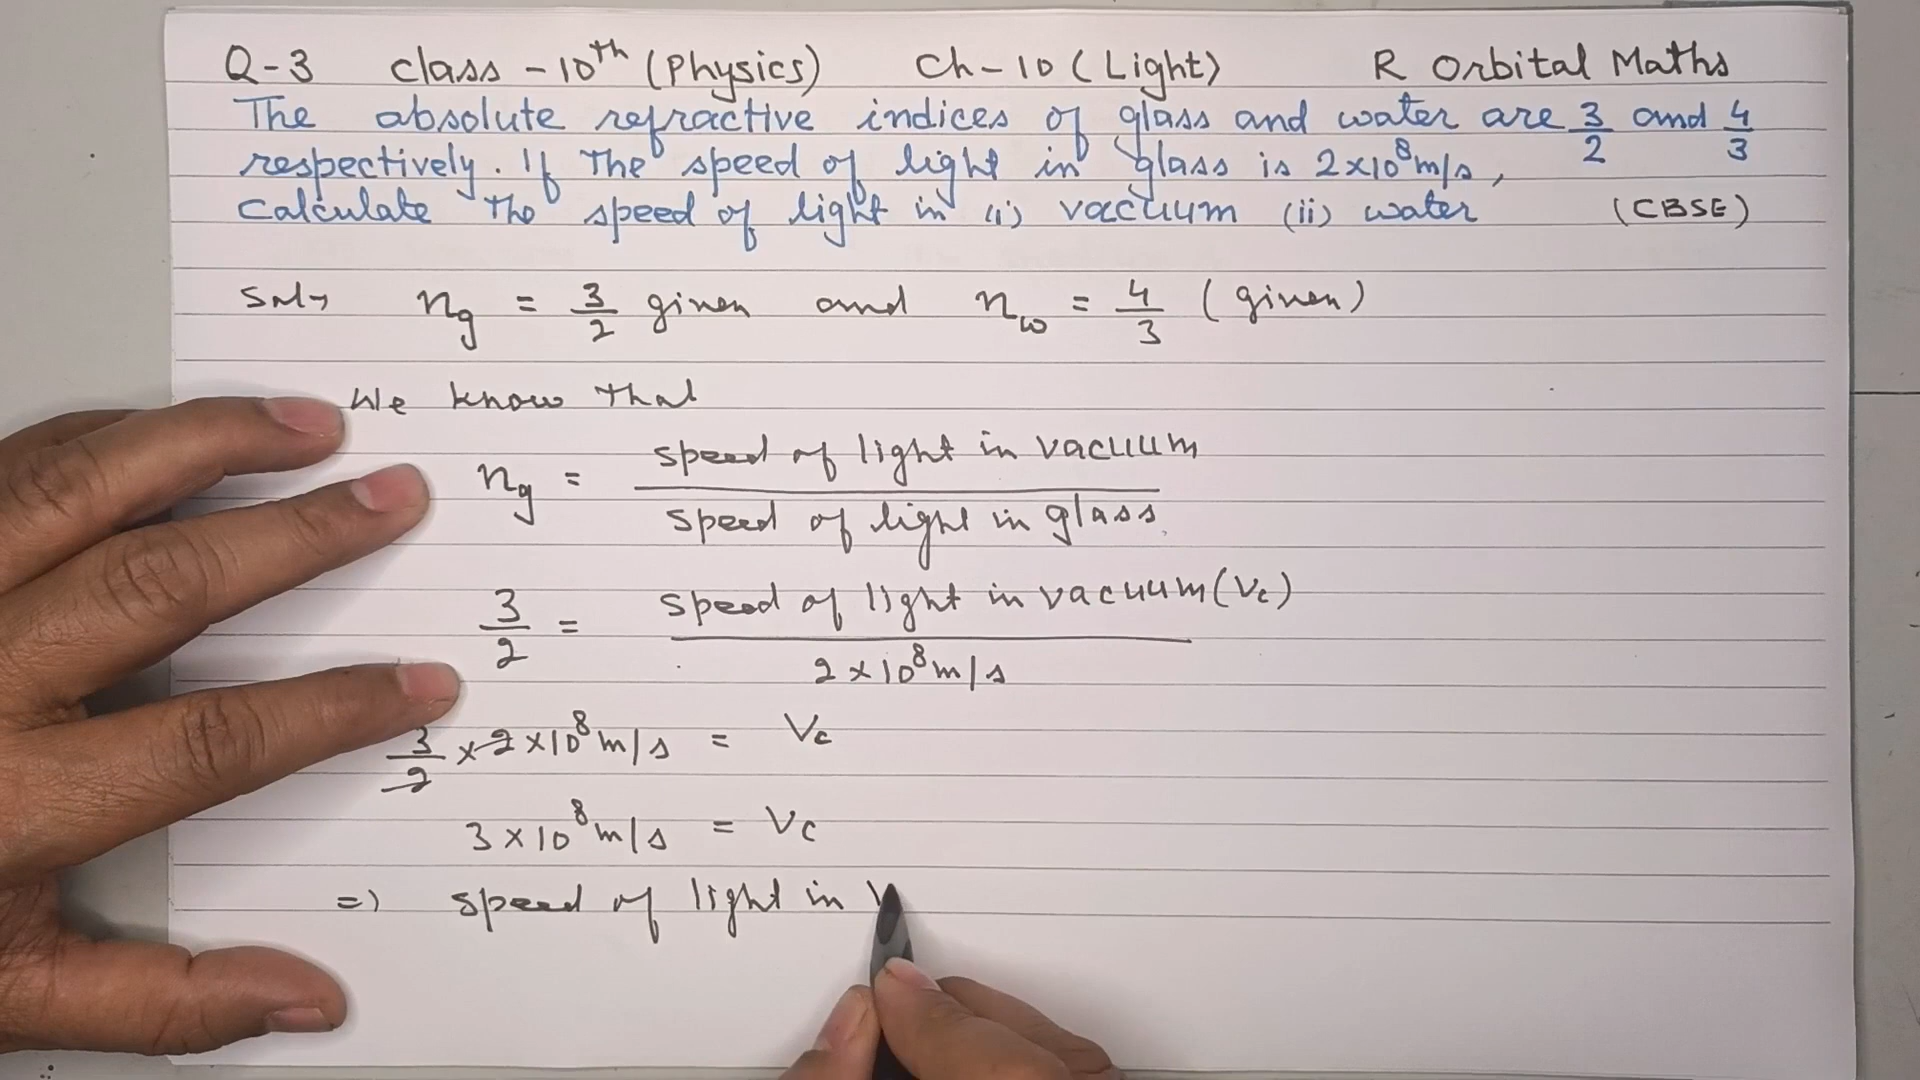 Q-3 class-10th (Physics) Ch-10 (Light) R Orbital Maths
The absolute refractive indices of glass and water are 3/2 and 4/3
respectively. If the speed of light in glass is 2×10⁸m/s,
Calculate the speed of light in (i) vacuum (ii) water (CBSE)
Sol→ ng = 3/2 given and nw = 4/3 (given)
We know that
ng = speed of light in vacuum / speed of light in glass.
3/2 = speed of light in vacuum (Vc) / 2×10⁸m/s
3/2 × 2×10⁸m/s = Vc
3×10⁸m/s = Vc
=) speed of light in V